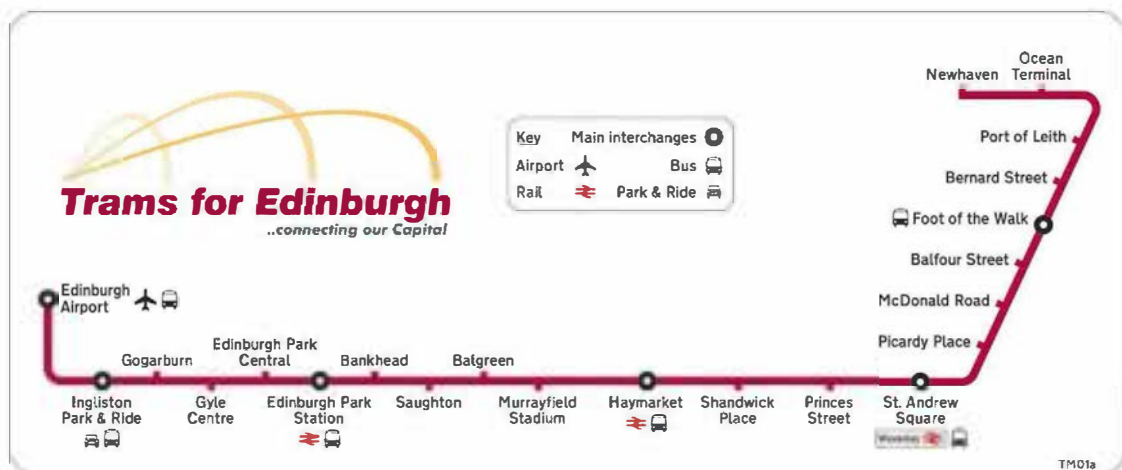 Newhaven
Ocean
Terminal
Key
Main interchanges
Airport
Bus
Rail
Park & Ride
Port of Leith
Bernard Street
Foot of the Walk
Balfour Street
McDonald Road
Picardy Place
Trams for Edinburgh
..connecting our Capital
Edinburgh
Airport
Gogarburn
Edinburgh Park
Central
Bankhead
Balgreen
Ingliston
Park & Ride
Gyle
Centre
Edinburgh Park
Station
Saughton
Murrayfield
Stadium
Haymarket
Shandwick
Place
Princes
Street
St. Andrew
Square
TM01a